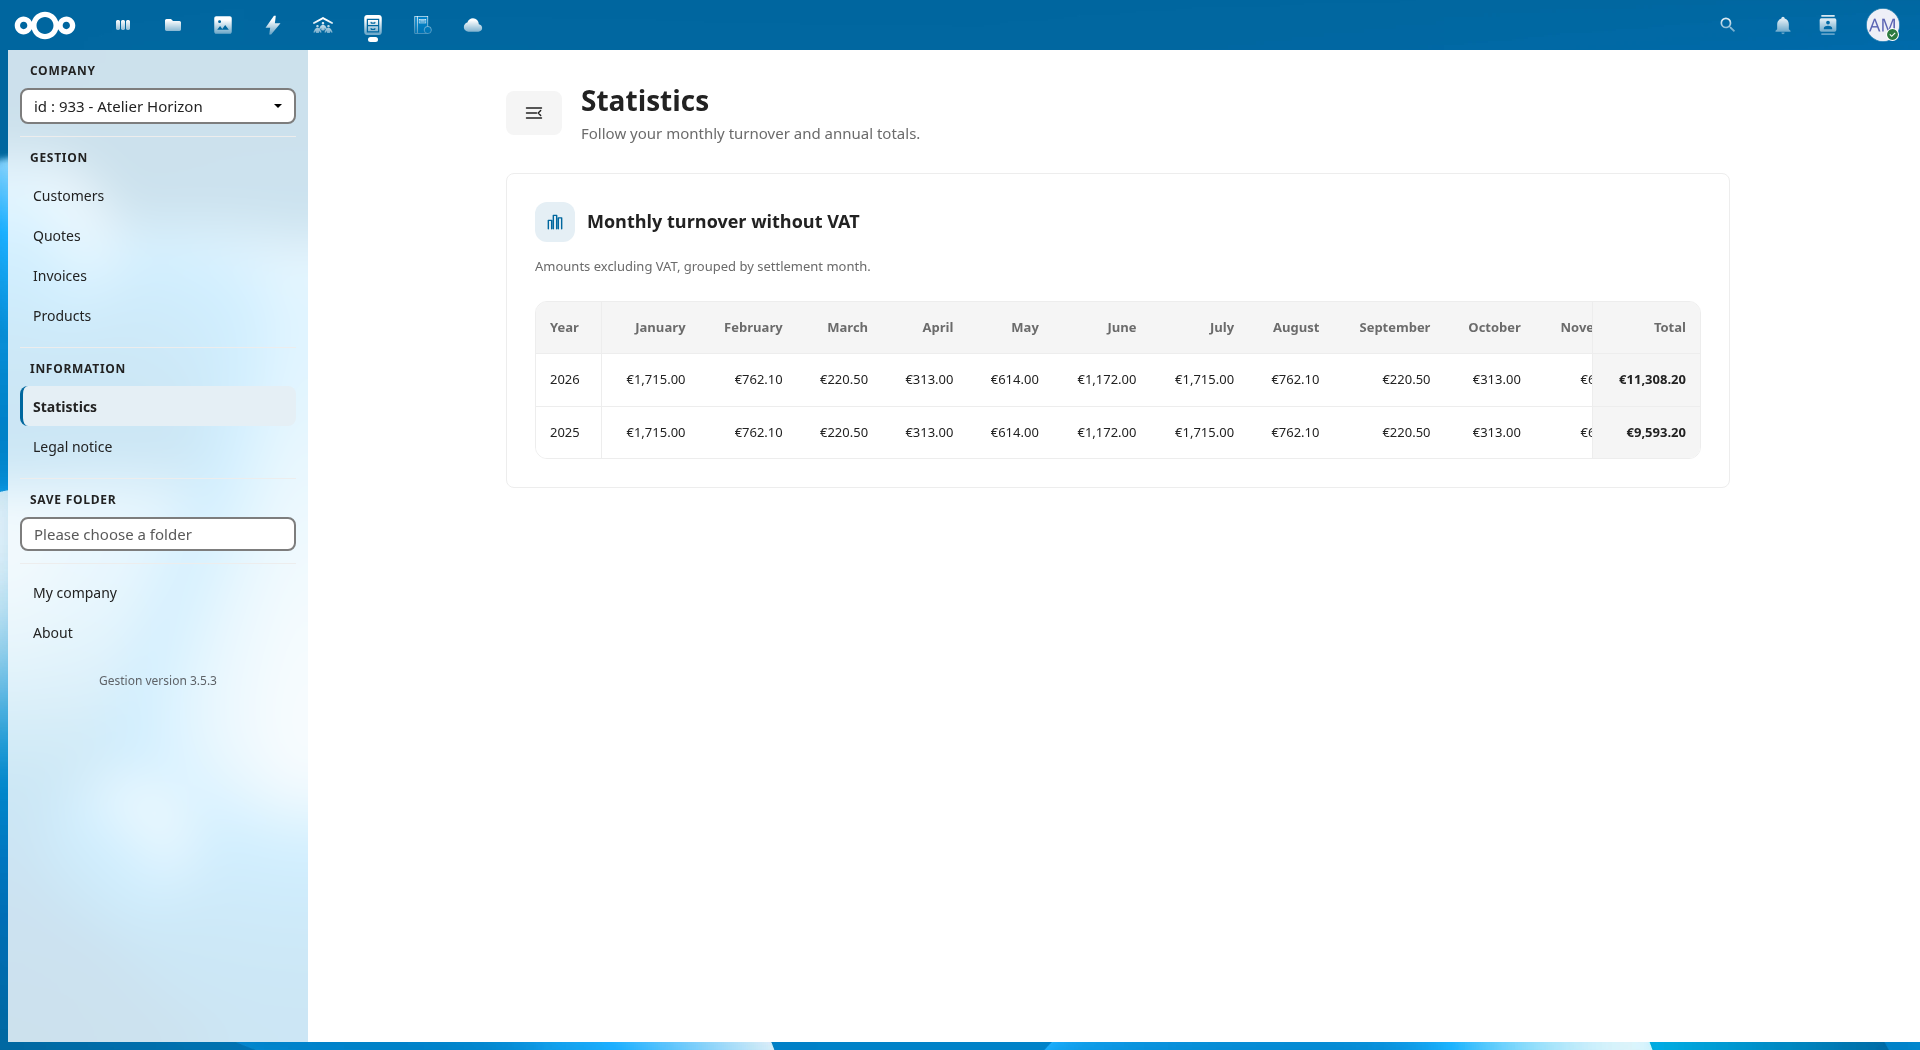 AM
COMPANY
id : 933 - Atelier Horizon
GESTION
Customers
Quotes
Invoices
Products
INFORMATION
Statistics
Legal notice
SAVE FOLDER
Please choose a folder
My company
About
Gestion version 3.5.3
Statistics
Follow your monthly turnover and annual totals.
Monthly turnover without VAT
Amounts excluding VAT, grouped by settlement month.
Year January February March April May June July August September October Nove Total
2026 €1,715.00 €762.10 €220.50 €313.00 €614.00 €1,172.00 €1,715.00 €762.10 €220.50 €313.00 €6 €11,308.20
2025 €1,715.00 €762.10 €220.50 €313.00 €614.00 €1,172.00 €1,715.00 €762.10 €220.50 €313.00 €6 €9,593.20